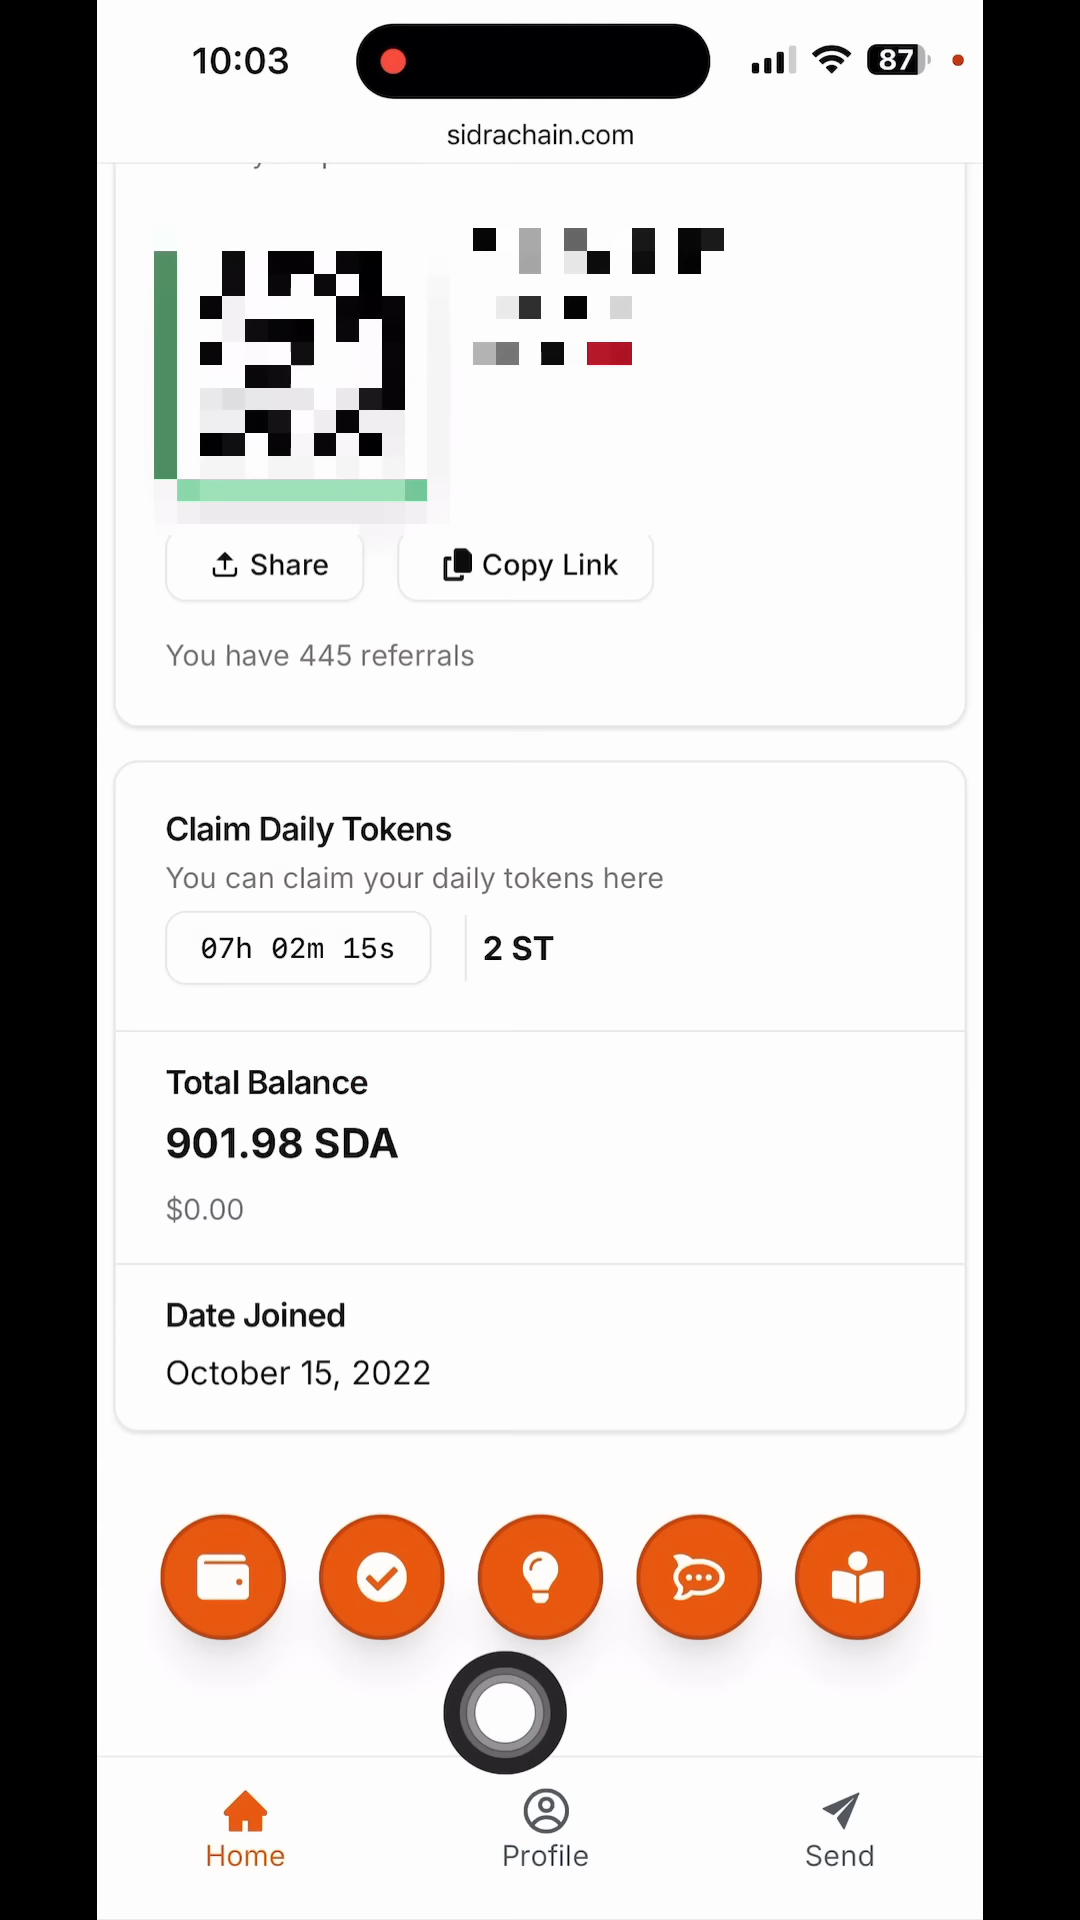 10:03
87
sidrachain.com
Share
Copy Link
You have 445 referrals
Claim Daily Tokens
You can claim your daily tokens here
07h 02m 15s
2 ST
Total Balance
901.98 SDA
$0.00
Date Joined
October 15, 2022
Home
Profile
Send